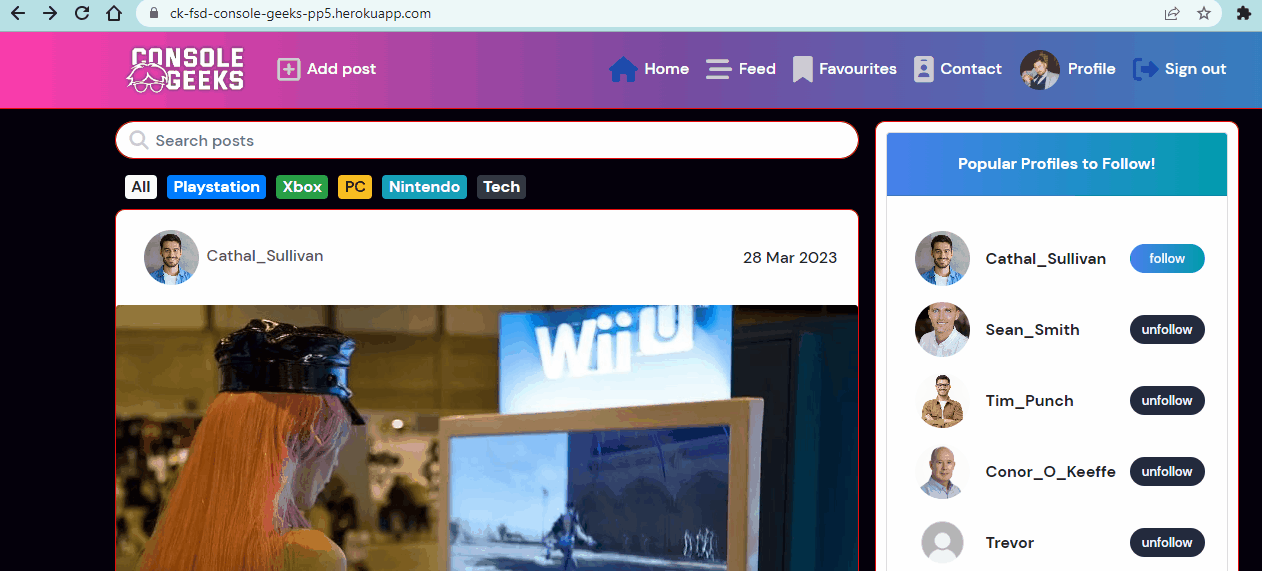 ck-fsd-console-geeks-pp5.herokuapp.com
CONSOLE
GEEKS
Add post
Home
Feed
Favourites
Contact
Profile
Sign out
Search posts
All
Playstation
Xbox
PC
Nintendo
Tech
Cathal_Sullivan
28 Mar 2023
Wii U
Popular Profiles to Follow!
Cathal_Sullivan
follow
Sean_Smith
unfollow
Tim_Punch
unfollow
Conor_O_Keeffe
unfollow
Trevor
unfollow